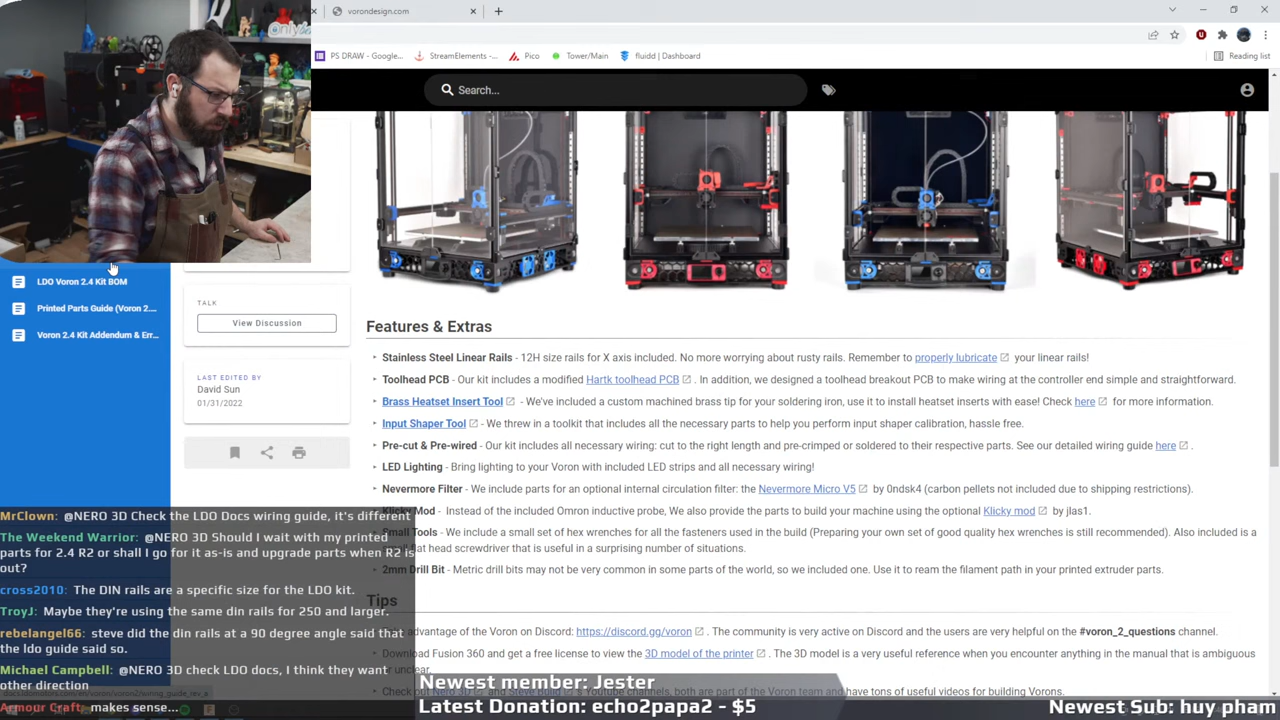 vorondesign.com
PS DRAW - Google...
StreamElements -...
Pico
Tower/Main
fluidd | Dashboard
Reading list
Search...
LDO Voron 2.4 Kit BOM
Printed Parts Guide (Voron 2....
Voron 2.4 Kit Addendum & Err...
TALK
View Discussion
LAST EDITED BY
David Sun
01/31/2022
Features & Extras
Stainless Steel Linear Rails - 12H size rails for X axis included. No more worrying about rusty rails. Remember to properly lubricate your linear rails!
Toolhead PCB - Our kit includes a modified Hartk toolhead PCB . In addition, we designed a toolhead breakout PCB to make wiring at the controller end simple and straightforward.
Brass Heatset Insert Tool - We've included a custom machined brass tip for your soldering iron, use it to install heatset inserts with ease! Check here for more information.
Input Shaper Tool - We threw in a toolkit that includes all the necessary parts to help you perform input shaper calibration, hassle free.
Pre-cut & Pre-wired - Our kit includes all necessary wiring: cut to the right length and pre-crimped or soldered to their respective parts. See our detailed wiring guide here .
LED Lighting - Bring lighting to your Voron with included LED strips and all necessary wiring!
Nevermore Filter - We include parts for an optional internal circulation filter: the Nevermore Micro V5 by 0ndsk4 (carbon pellets not included due to shipping restrictions).
Klicky Mod - Instead of the included Omron inductive probe, We also provide the parts to build your machine using the optional Klicky mod by jlas1.
Small Tools - We include a small set of hex wrenches for all the fasteners used in the build (Preparing your own set of good quality hex wrenches is still recommended). Also included is a
flat head screwdriver that is useful in a surprising number of situations.
2mm Drill Bit - Metric drill bits may not be very common in some parts of the world, so we included one. Use it to ream the filament path in your printed extruder parts.
Tips
advantage of the Voron on Discord: https://discord.gg/voron . The community is very active on Discord and the users are very helpful on the #voron_2_questions channel.
Download Fusion 360 and get a free license to view the 3D model of the printer . The 3D model is a very useful reference when you encounter anything in the manual that is ambiguous
or unclear.
Check out Nero 3D and Steve Build's Youtube channels, both are part of the Voron team and have tons of useful videos for building Vorons.
MrClown: @NERO 3D Check the LDO Docs wiring guide, it's different
The Weekend Warrior: @NERO 3D Should I wait with my printed
parts for 2.4 R2 or shall I go for it as-is and upgrade parts when R2 is
out?
cross2010: The DIN rails are a specific size for the LDO kit.
TroyJ: Maybe they're using the same din rails for 250 and larger.
rebelangel66: steve did the din rails at a 90 degree angle said that
the ldo guide said so.
Michael Campbell: @NERO 3D check LDO docs, I think they want
other direction
Armour Craft: makes sense...
Newest member: Jester
Latest Donation: echo2papa2 - $5
Newest Sub: huy pham